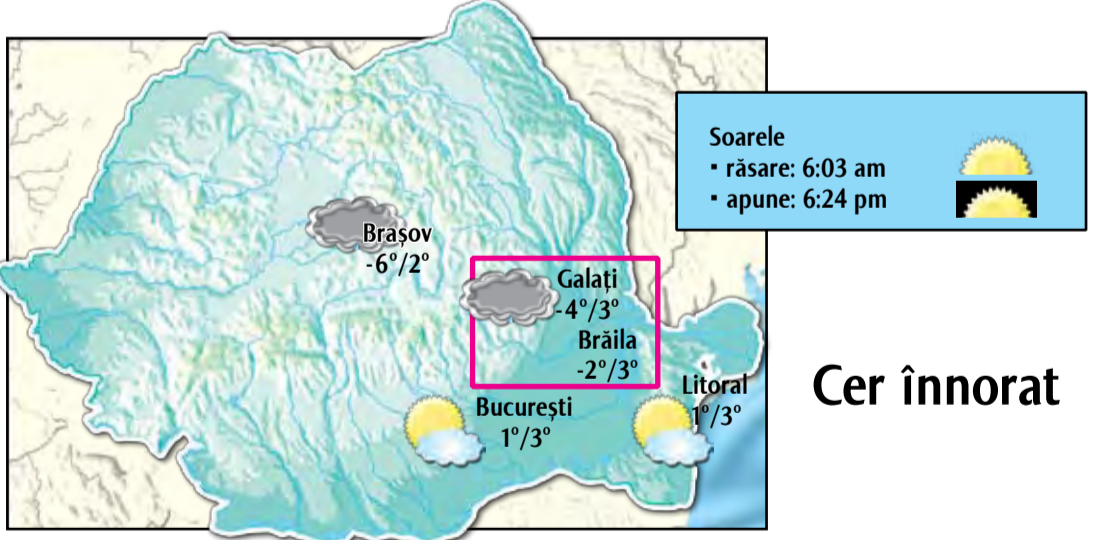 Soarele
▪ răsare: 6:03 am
▪ apune: 6:24 pm
Brașov
-6°/2°
Galați
-4°/3°
Brăila
-2°/3°
Litoral
1°/3°
București
1°/3°
Cer înnorat